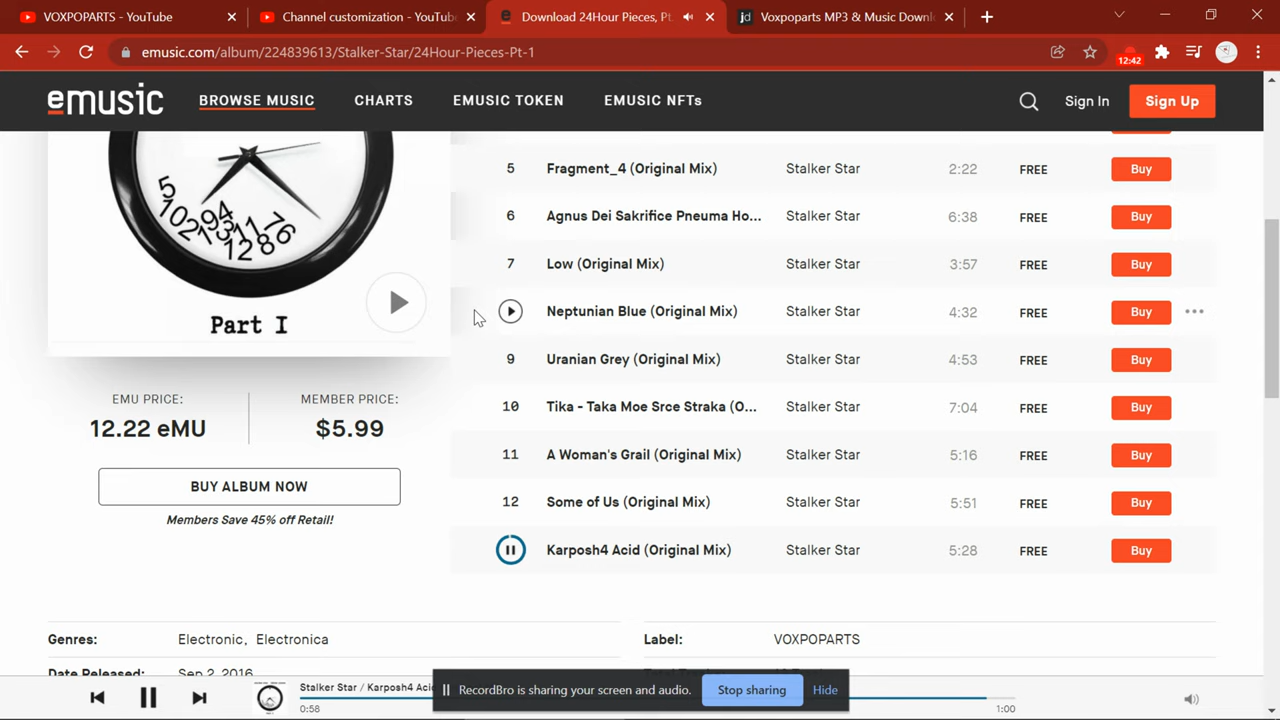 VOXPOPARTS - YouTube
Channel customization - YouTube
Download 24Hour Pieces, Pt.
jd Voxpoparts MP3 & Music Downl
emusic.com/album/224839613/Stalker-Star/24Hour-Pieces-Pt-1
12:42
emusic BROWSE MUSIC CHARTS EMUSIC TOKEN EMUSIC NFTs Sign In Sign Up
Part I
EMU PRICE: MEMBER PRICE:
12.22 eMU $5.99
BUY ALBUM NOW
Members Save 45% off Retail!
5 Fragment_4 (Original Mix) Stalker Star 2:22 FREE Buy
6 Agnus Dei Sakrifice Pneuma Ho... Stalker Star 6:38 FREE Buy
7 Low (Original Mix) Stalker Star 3:57 FREE Buy
Neptunian Blue (Original Mix) Stalker Star 4:32 FREE Buy
9 Uranian Grey (Original Mix) Stalker Star 4:53 FREE Buy
10 Tika - Taka Moe Srce Straka (O... Stalker Star 7:04 FREE Buy
11 A Woman's Grail (Original Mix) Stalker Star 5:16 FREE Buy
12 Some of Us (Original Mix) Stalker Star 5:51 FREE Buy
Karposh4 Acid (Original Mix) Stalker Star 5:28 FREE Buy
Genres: Electronic, Electronica
Label: VOXPOPARTS
Date Released: Sep 2, 2016
Stalker Star / Karposh4 Acid
0:58
1:00
RecordBro is sharing your screen and audio. Stop sharing Hide